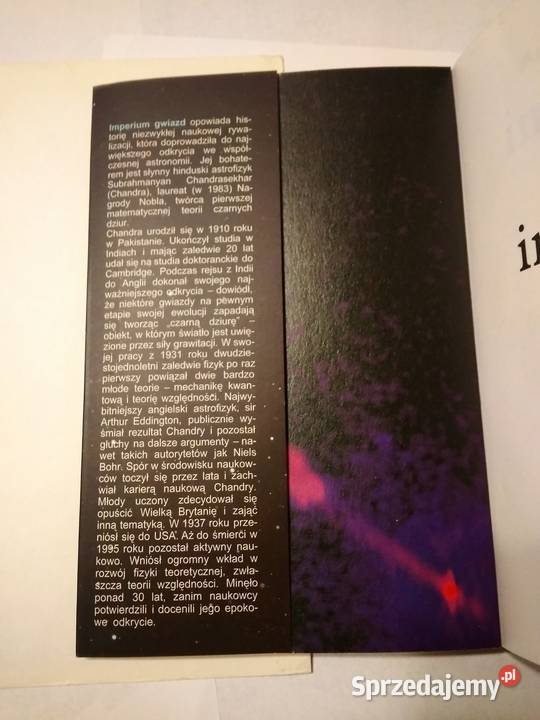 Imperium gwiazd opowiada his-
torię niezwykłej naukowej rywa-
lizacji, która doprowadziła do naj-
większego odkrycia we współ-
czesnej astronomii. Jej bohate-
rem jest słynny hinduski astrofizyk
Subrahmanyan Chandrasekhar
(Chandra), laureat (w 1983) Na-
grody Nobla, twórca pierwszej
matematycznej teorii czarnych
dziur.
Chandra urodził się w 1910 roku
w Pakistanie. Ukończył studia w
Indiach i mając zaledwie 20 lat
udał się na studia doktoranckie do
Cambridge. Podczas rejsu z Indii
do Anglii dokonał swojego naj-
ważniejszego odkrycia – dowiódł,
że niektóre gwiazdy na pewnym
etapie swojej ewolucji zapadają
się tworząc „czarną dziurę” –
obiekt, w którym światło jest uwię-
zione przez siły grawitacji. W swo-
jej pracy z 1931 roku dwudzie-
stojednoletni zaledwie fizyk po raz
pierwszy powiązał dwie bardzo
młode teorie – mechanikę kwan-
tową i teorię względności. Najwy-
bitniejszy angielski astrofizyk, sir
Arthur Eddington, publicznie wy-
śmiał rezultat Chandry i pozostał
głuchy na dalsze argumenty – na-
wet takich autorytetów jak Niels
Bohr. Spór w środowisku naukow-
ców toczył się przez lata i zach-
wiał karierą naukową Chandry.
Młody uczony zdecydował się
opuścić Wielką Brytanię i zająć
inną tematyką. W 1937 roku prze-
niósł się do USA. Aż do śmierci w
1995 roku pozostał aktywny nau-
kowo. Wniósł ogromny wkład w
rozwój fizyki teoretycznej, zwła-
szcza teorii względności. Minęło
ponad 30 lat, zanim naukowcy
potwierdzili i docenili jego epoko-
we odkrycie.
Sprzedajemy.pl